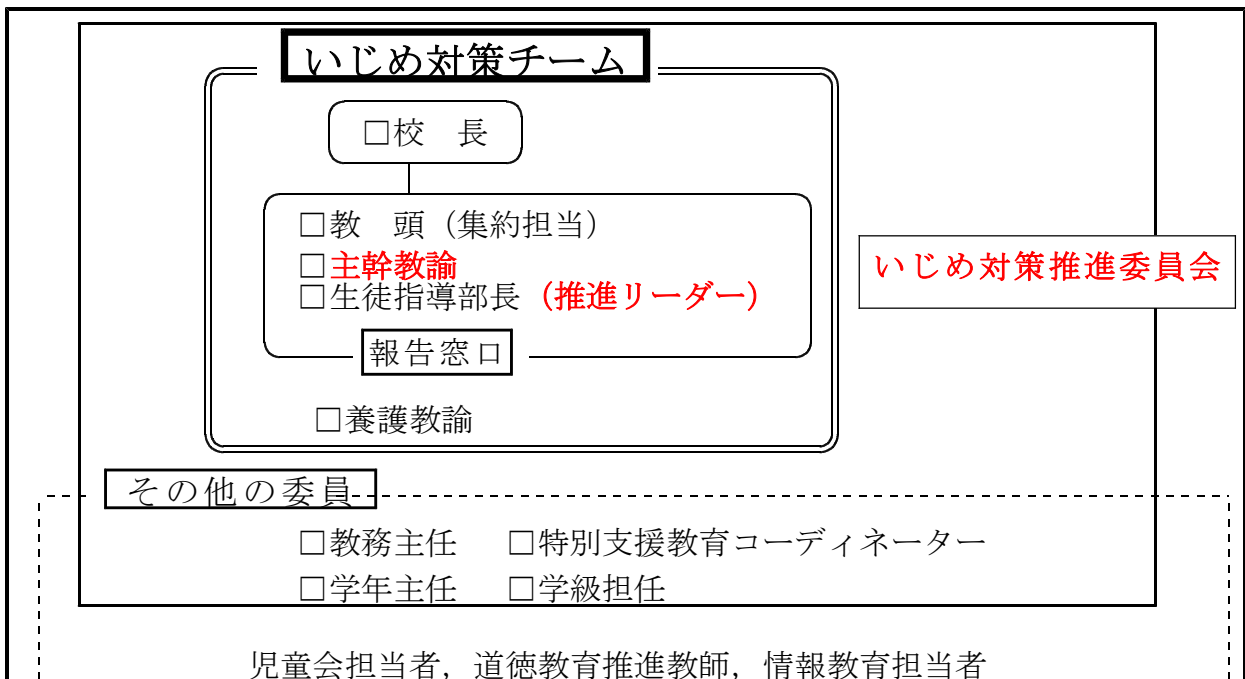 いじめ対策チーム
□校　長
□教　頭（集約担当）
□主幹教諭
□生徒指導部長（推進リーダー）
報告窓口
□養護教諭
いじめ対策推進委員会
その他の委員
□教務主任　□特別支援教育コーディネーター
□学年主任　□学級担任
児童会担当者，道徳教育推進教師，情報教育担当者